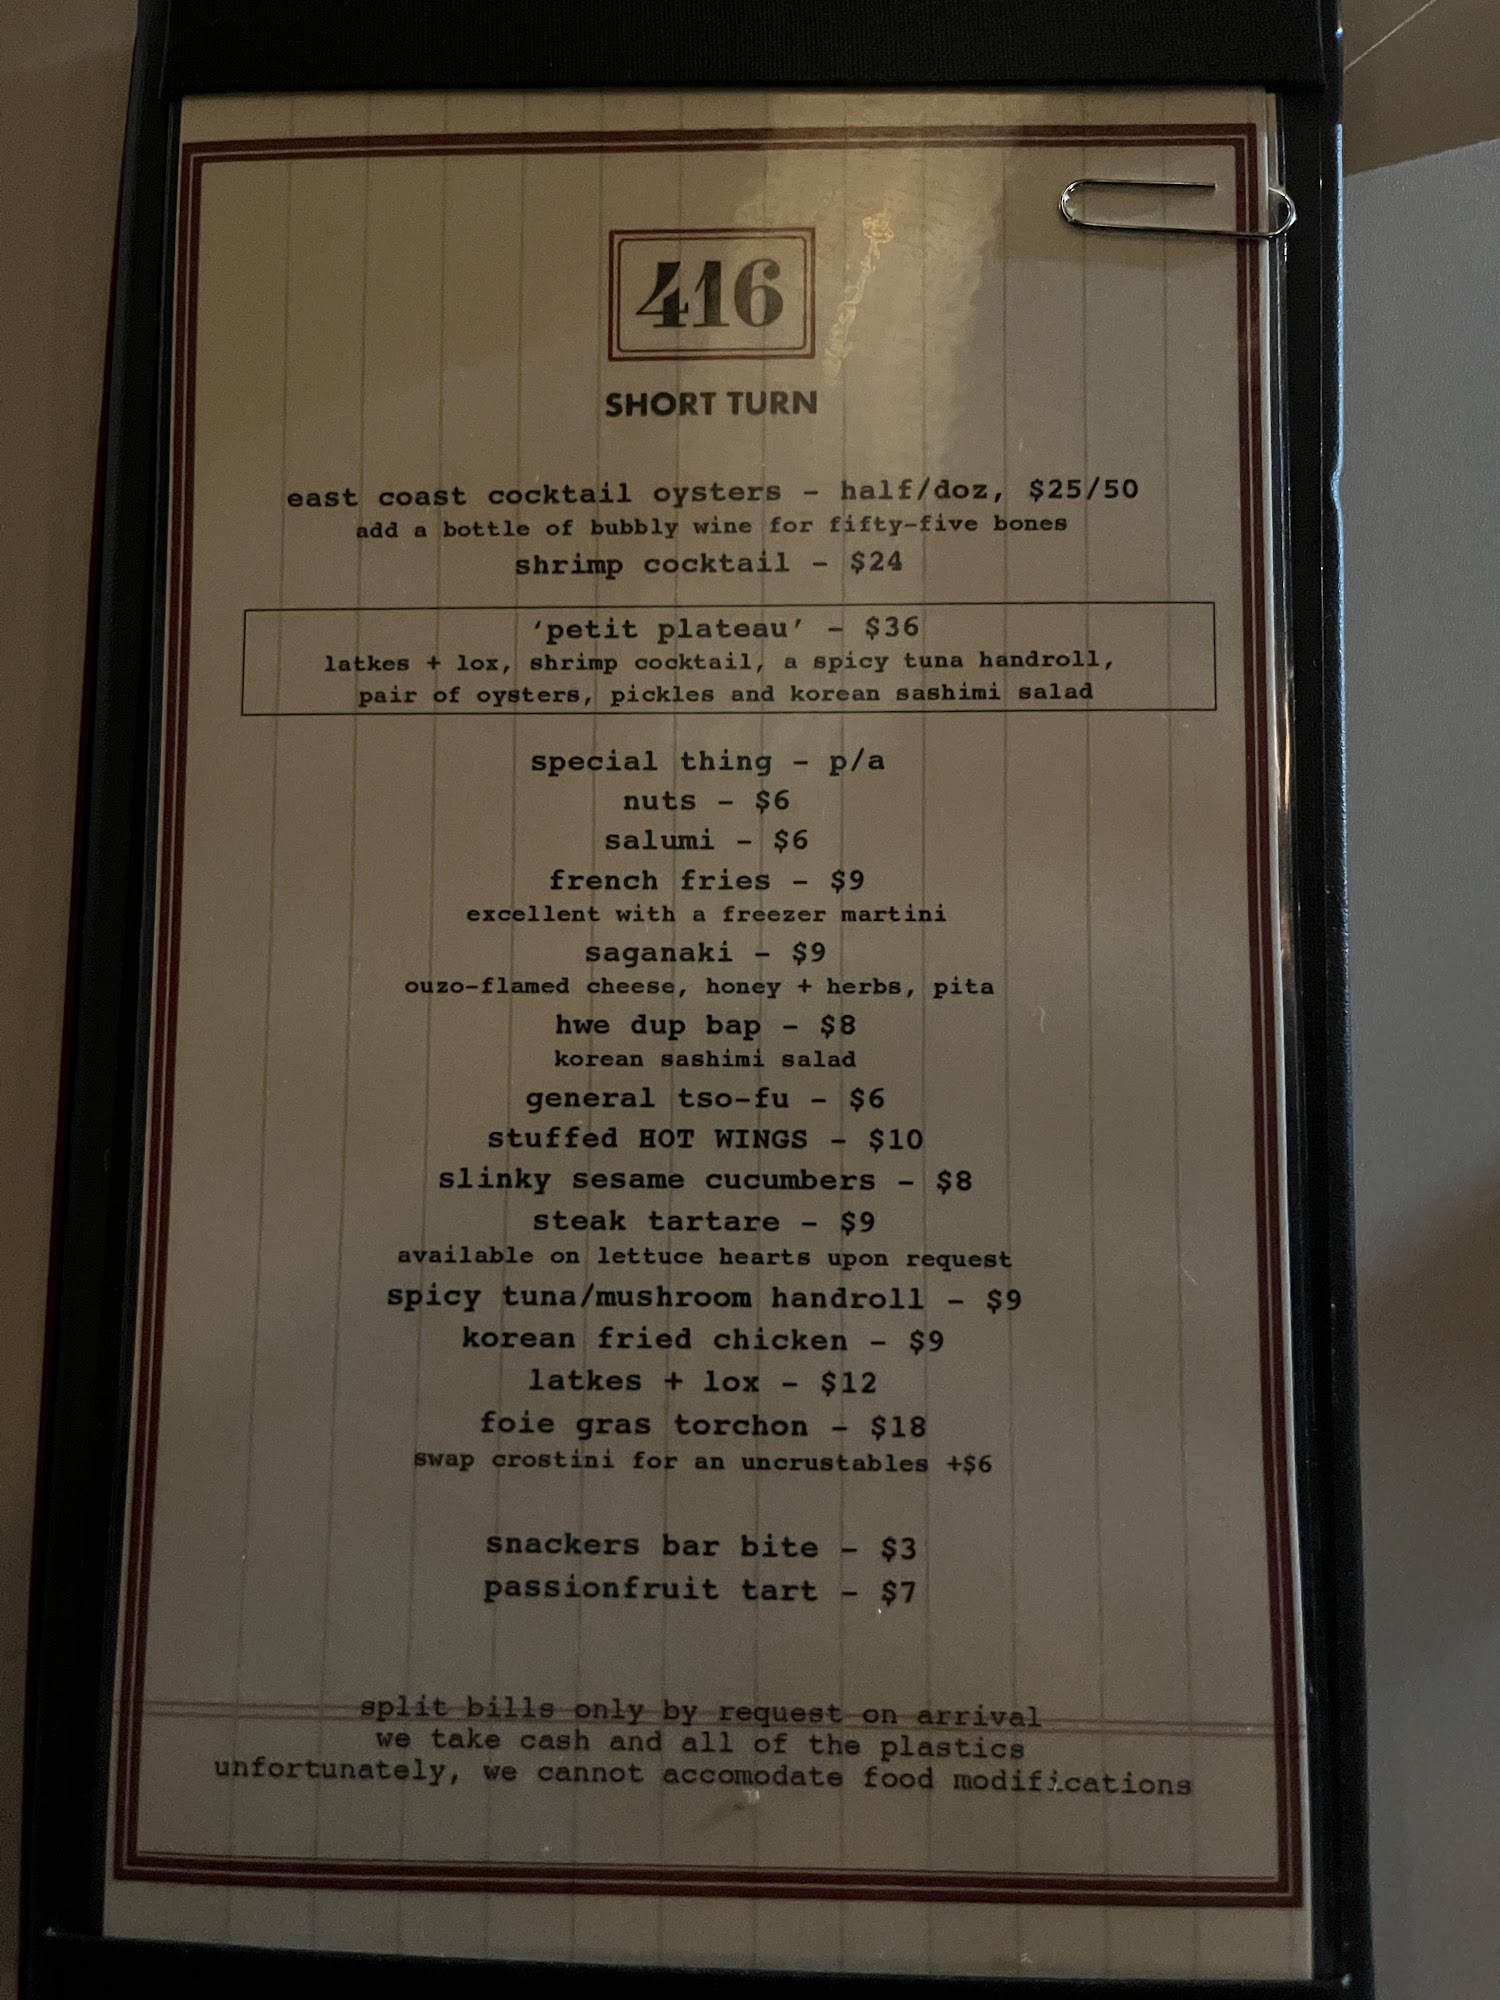 416
SHORT TURN
east coast cocktail oysters - half/doz, $25/50
add a bottle of bubbly wine for fifty-five bones
shrimp cocktail - $24
'petit plateau' - $36
latkes + lox, shrimp cocktail, a spicy tuna handroll,
pair of oysters, pickles and korean sashimi salad
special thing - p/a
nuts - $6
salumi - $6
french fries - $9
excellent with a freezer martini
saganaki - $9
ouzo-flamed cheese, honey + herbs, pita
hwe dup bap - $8
korean sashimi salad
general tso-fu - $6
stuffed HOT WINGS - $10
slinky sesame cucumbers - $8
steak tartare - $9
available on lettuce hearts upon request
spicy tuna/mushroom handroll - $9
korean fried chicken - $9
latkes + lox - $12
foie gras torchon - $18
swap crostini for an uncrustables +$6
snackers bar bite - $3
passionfruit tart - $7
split bills only by request on arrival
we take cash and all of the plastics
unfortunately, we cannot accomodate food modifications